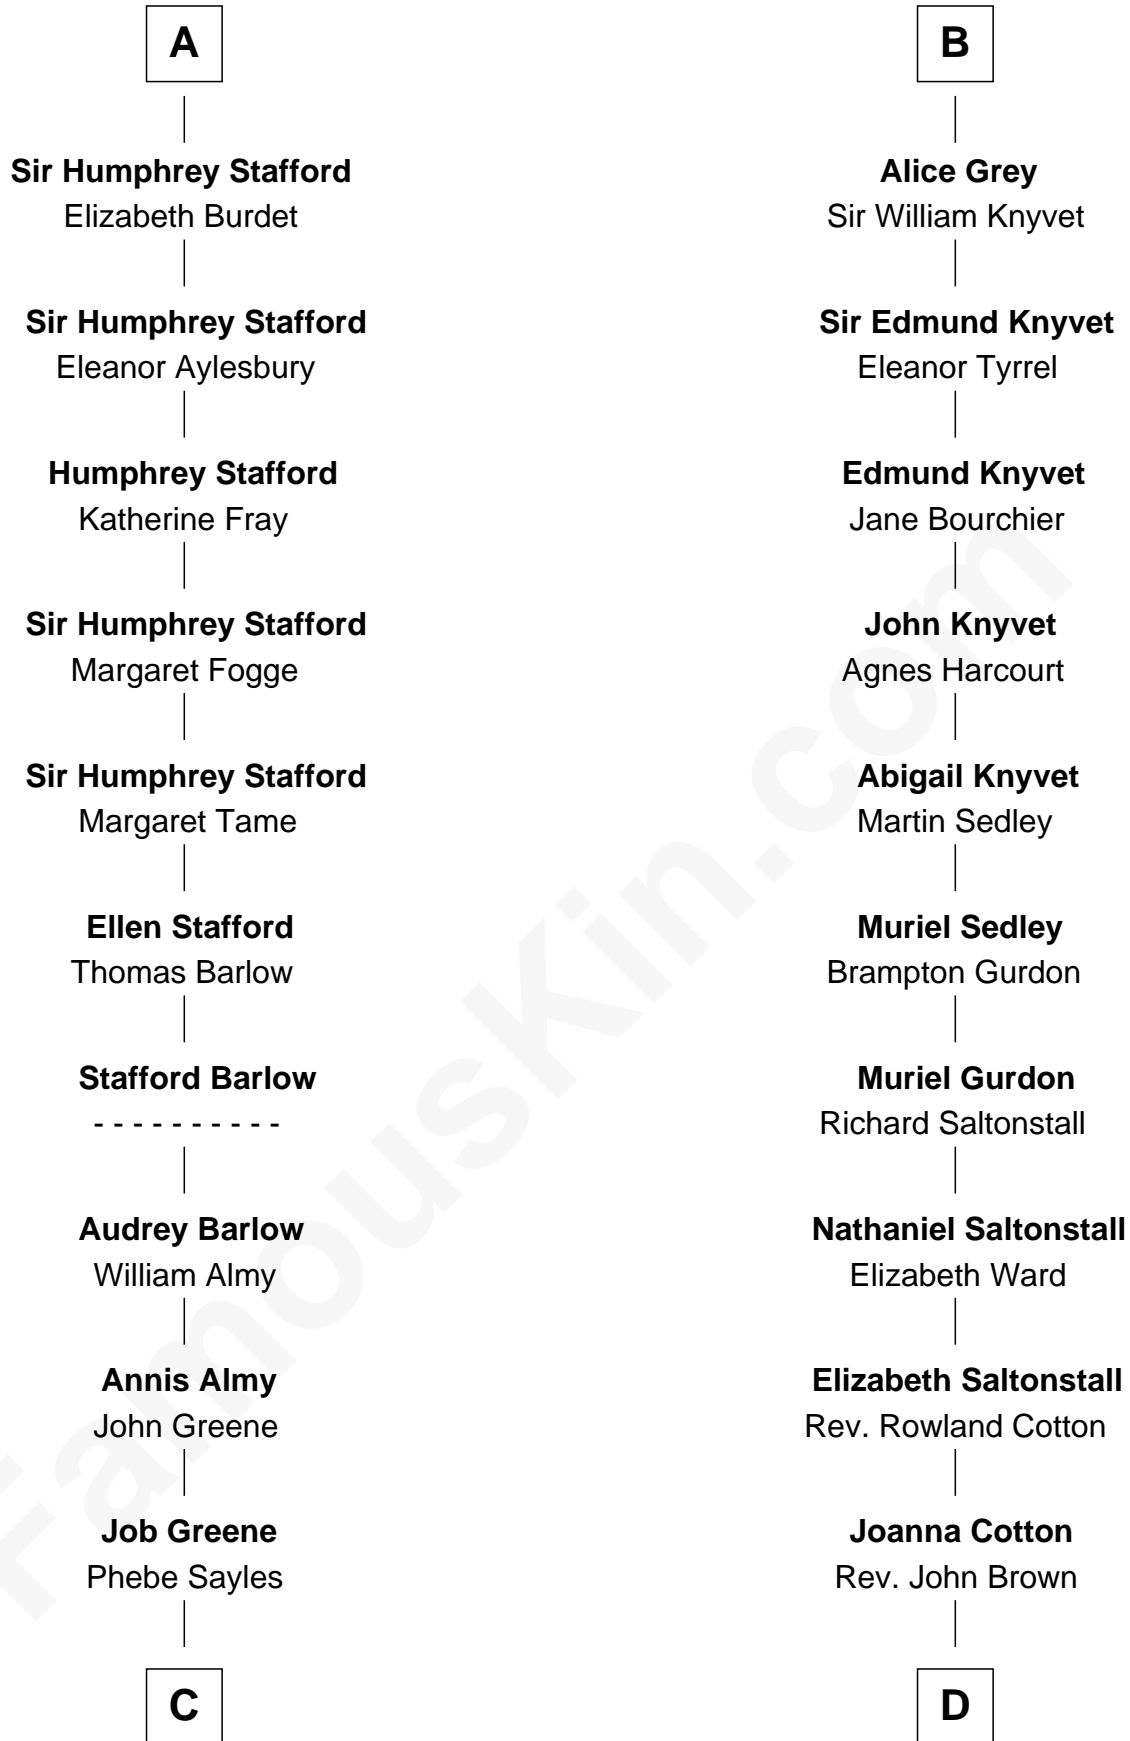 A
Sir Humphrey Stafford
Elizabeth Burdet
Sir Humphrey Stafford
Eleanor Aylesbury
Humphrey Stafford
Katherine Fray
Sir Humphrey Stafford
Margaret Fogge
Sir Humphrey Stafford
Margaret Tame
Ellen Stafford
Thomas Barlow
Stafford Barlow
- - - - - - - - - -
Audrey Barlow
William Almy
Annis Almy
John Greene
Job Greene
Phebe Sayles
C
B
Alice Grey
Sir William Knyvet
Sir Edmund Knyvet
Eleanor Tyrrel
Edmund Knyvet
Jane Bourchier
John Knyvet
Agnes Harcourt
Abigail Knyvet
Martin Sedley
Muriel Sedley
Brampton Gurdon
Muriel Gurdon
Richard Saltonstall
Nathaniel Saltonstall
Elizabeth Ward
Elizabeth Saltonstall
Rev. Rowland Cotton
Joanna Cotton
Rev. John Brown
D
FamousKin.com